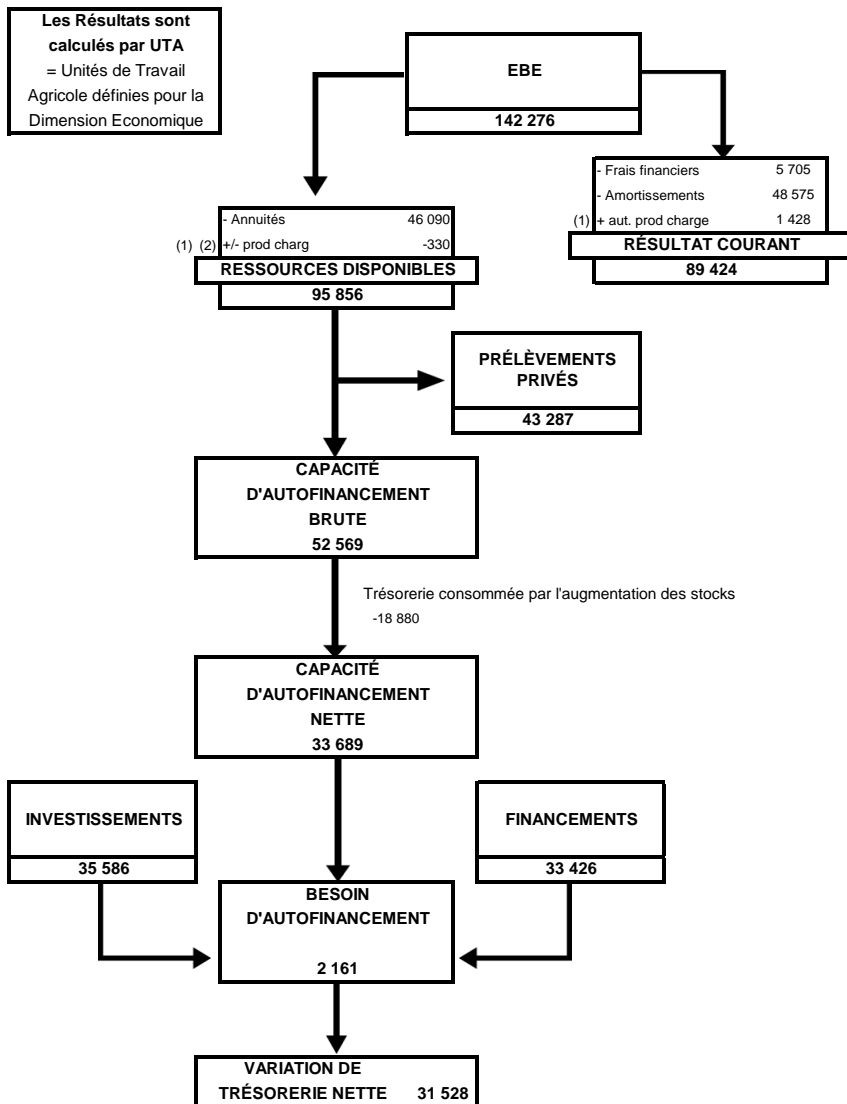 Les Résultats sont
calculés par UTA
= Unités de Travail
Agricole définies pour la
Dimension Economique
EBE
142 276
- Frais financiers 5 705
- Amortissements 48 575
(1) + aut. prod charge 1 428
RÉSULTAT COURANT
89 424
- Annuités 46 090
(1) (2) +/- prod charg -330
RESSOURCES DISPONIBLES
95 856
PRÉLÈVEMENTS
PRIVÉS
43 287
CAPACITÉ
D'AUTOFINANCEMENT
BRUTE
52 569
Trésorerie consommée par l'augmentation des stocks
-18 880
CAPACITÉ
D'AUTOFINANCEMENT
NETTE
33 689
INVESTISSEMENTS
35 586
FINANCEMENTS
33 426
BESOIN
D'AUTOFINANCEMENT
2 161
VARIATION DE
TRÉSORERIE NETTE 31 528